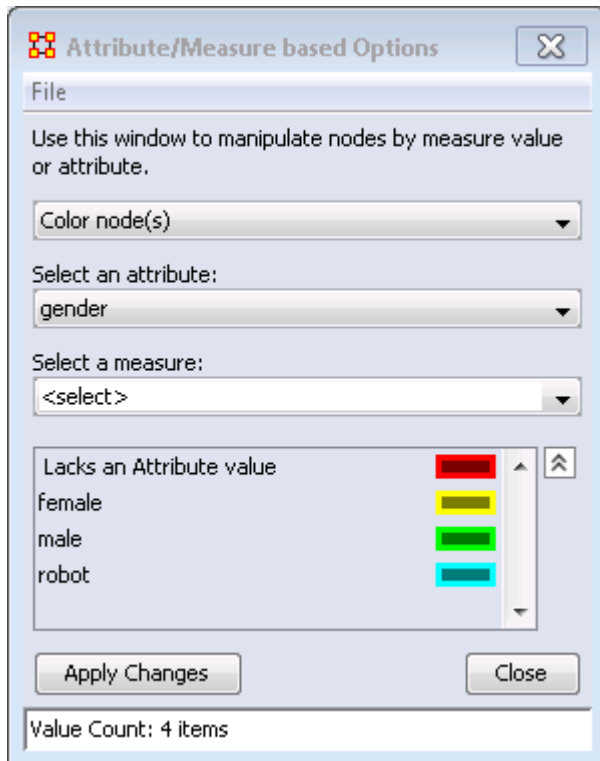 Attribute/Measure based Options
File
Use this window to manipulate nodes by measure value
or attribute.
Color node(s)
Select an attribute:
gender
Select a measure:
<select>
Lacks an Attribute value
female
male
robot
Apply Changes
Close
Value Count: 4 items